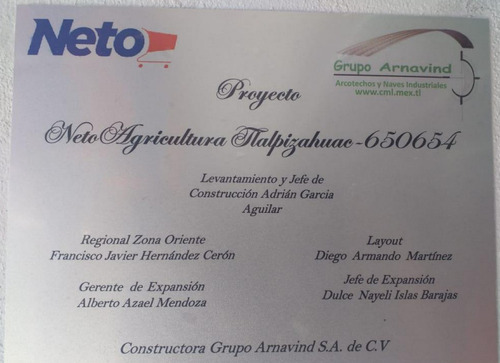 Neto
Grupo Arnavind
Arcotechos y Naves Industriales
www.cml.mex.tl
Proyecto
Neto Agricultura Tlalpizahuac -650654
Levantamiento y Jefe de
Construcción Adrián Garcia
Aguilar
Regional Zona Oriente
Francisco Javier Hernández Cerón
Layout
Diego Armando Martínez
Gerente de Expansión
Alberto Azael Mendoza
Jefe de Expansión
Dulce Nayeli Islas Barajas
Constructora Grupo Arnavind S.A. de C.V